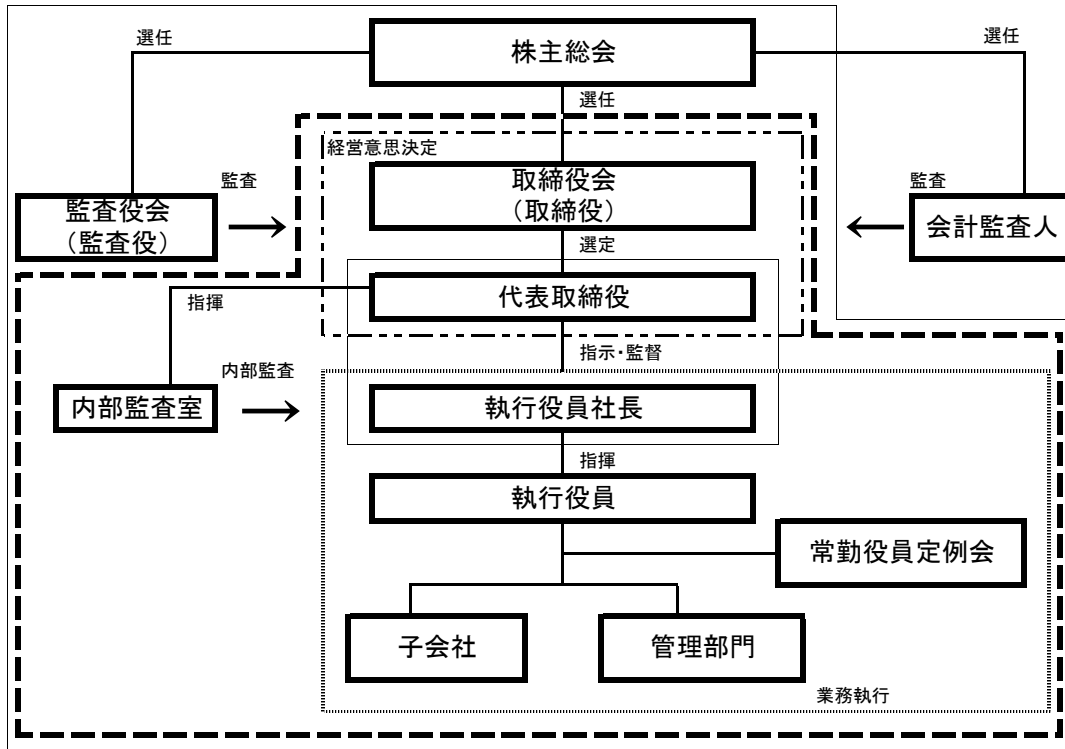 選任
株主総会
選任
選任
経営意思決定
監査
取締役会
（取締役）
監査
監査役会
（監査役）
会計監査人
選定
指揮
代表取締役
指示・監督
内部監査
内部監査室
執行役員社長
指揮
執行役員
常勤役員定例会
子会社
管理部門
業務執行